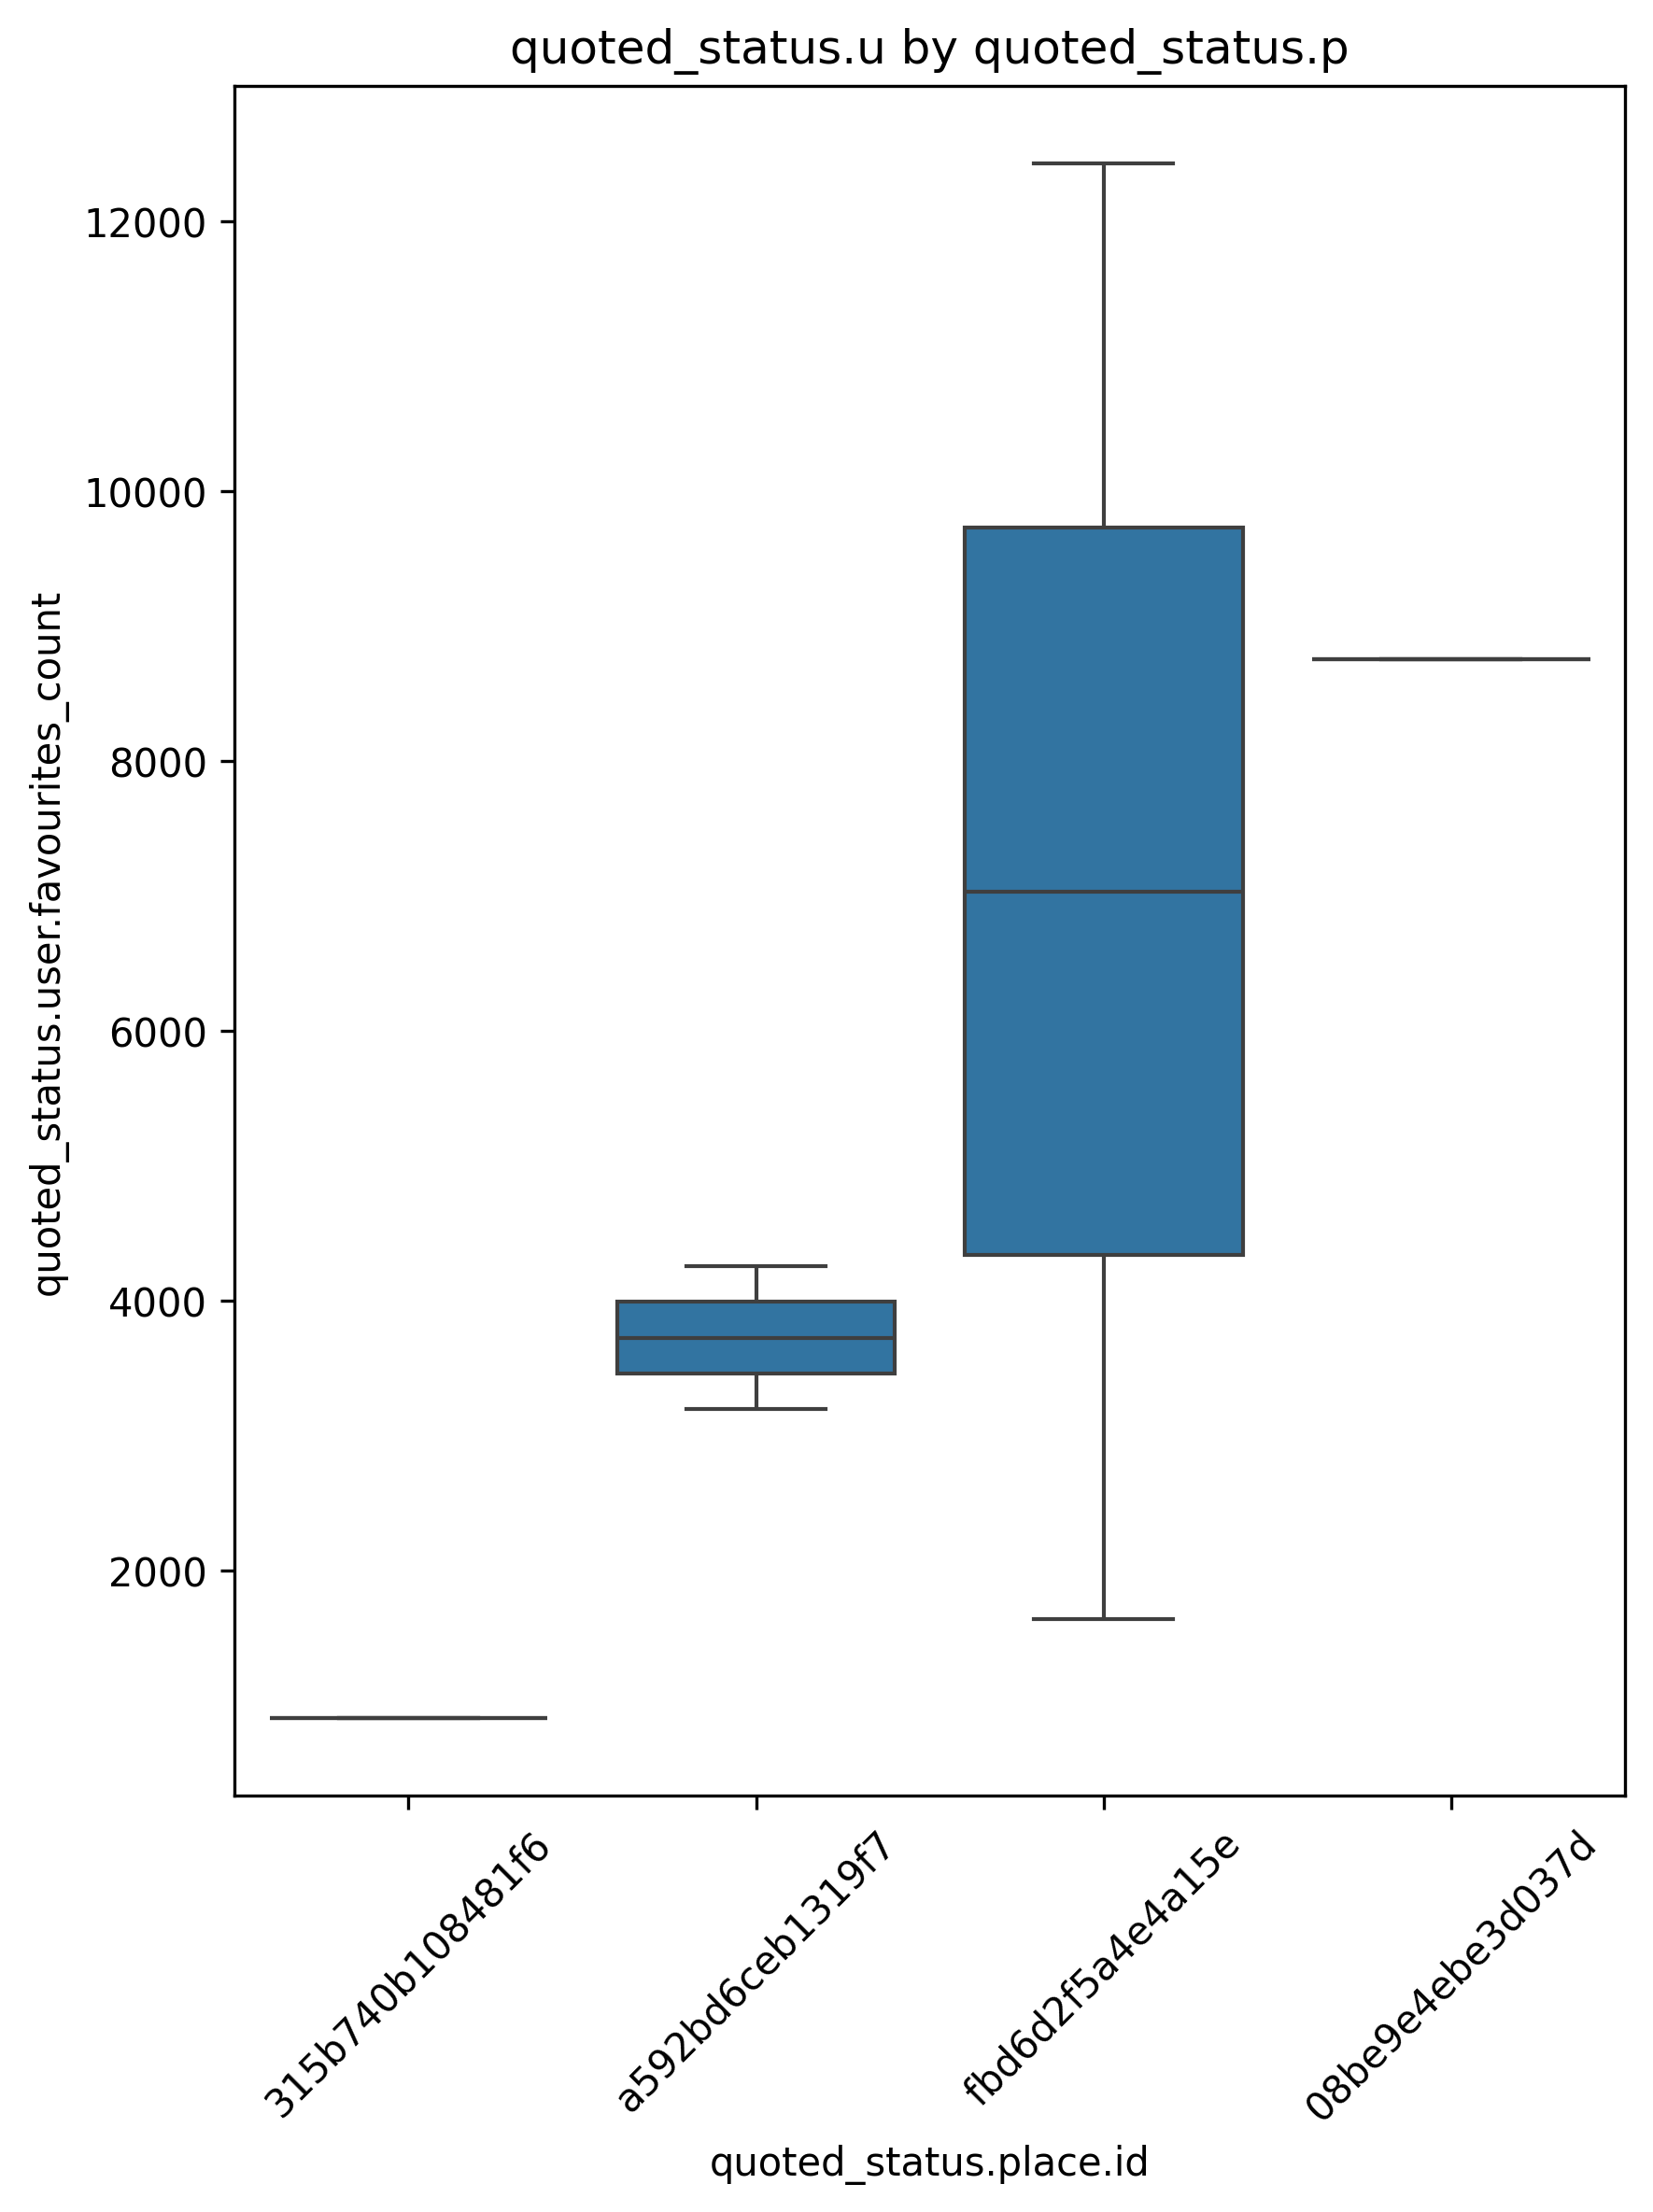 quoted_status.u by quoted_status.p
quoted_status.user.favourites_count
12000
10000
8000
6000
4000
2000
315b740b108481f6
a592bd6ceb1319f7
fbd6d2f5a4e4a15e
08be9e4ebe3d037d
quoted_status.place.id